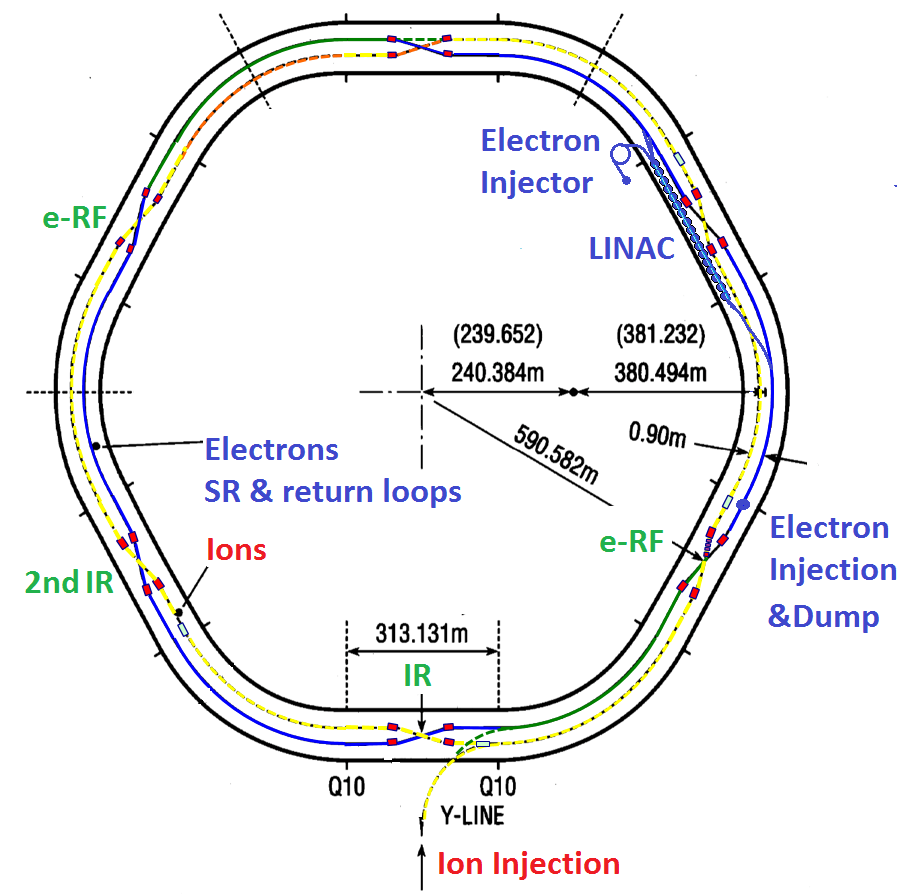 Electron
Injector
e-RF
LINAC
(239.652)
(381.232)
240.384m
380.494m
590.582m
0.90m
Electrons
SR & return loops
Ions
e-RF
Electron
Injection
&Dump
2nd IR
313.131m
IR
Q10
Q10
Y-LINE
Ion Injection